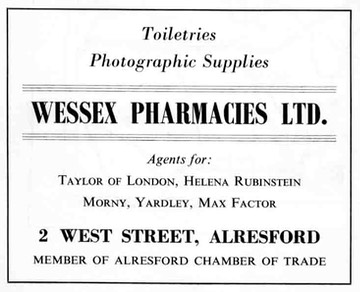 Toiletries
Photographic Supplies
WESSEX PHARMACIES LTD.
Agents for:
TAYLOR OF LONDON, HELENA RUBINSTEIN
MORNY, YARDLEY, MAX FACTOR
2 WEST STREET, ALRESFORD
MEMBER OF ALRESFORD CHAMBER OF TRADE